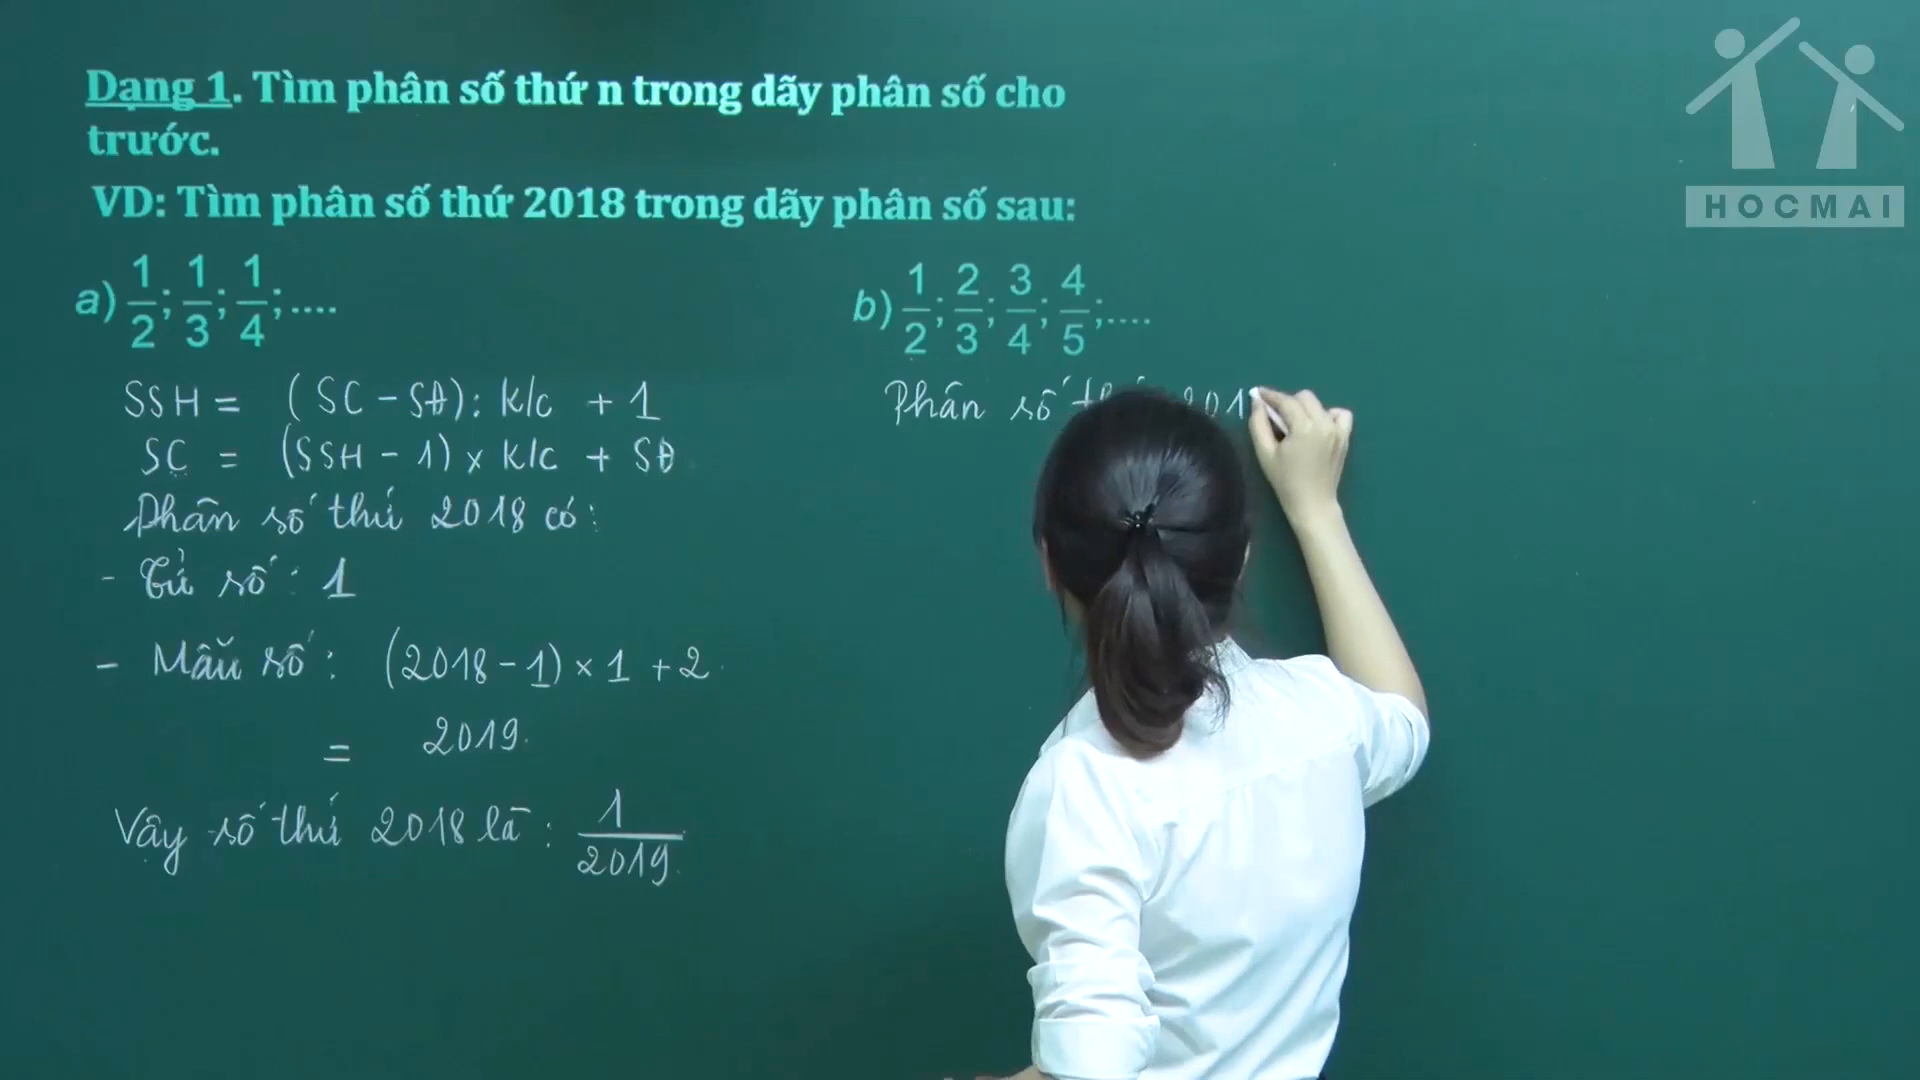 Dạng 1. Tìm phân số thứ n trong dãy phân số cho
trước.
VD: Tìm phân số thứ 2018 trong dãy phân số sau:
a) 1/2; 1/3; 1/4; ....
SSH = (SC - SĐ): k/c + 1
SC = (SSH - 1) x k/c + SĐ
Phân số thứ 2018 có:
- Tử số: 1
- Mẫu số: (2018 - 1) x 1 + 2
= 2019.
Vậy số thứ 2018 là: 1/2019.
b) 1/2; 2/3; 3/4; 4/5; ....
Phân số 201
HOCMAI